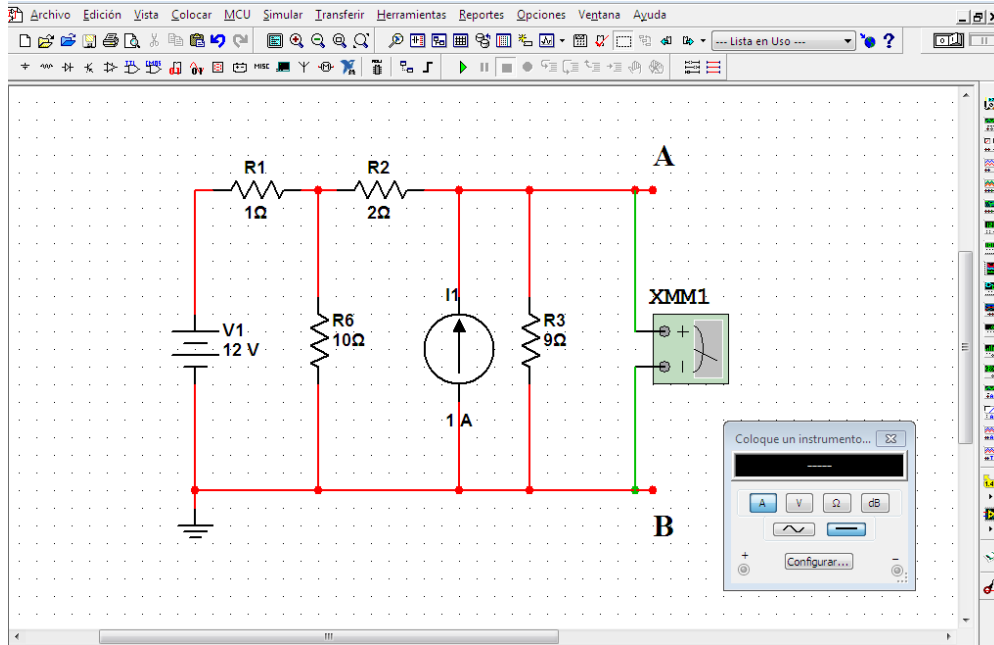 Archivo Edición Vista Colocar MCU Simular Transferir Herramientas Reportes Opciones Ventana Ayuda
--- Lista en Uso ---
MISC
A
R1
R2
1Ω
2Ω
I1
XMM1
R6
R3
V1
10Ω
9Ω
12 V
1 A
Coloque un instrumento...
-----
A V Ω dB
Configurar...
B